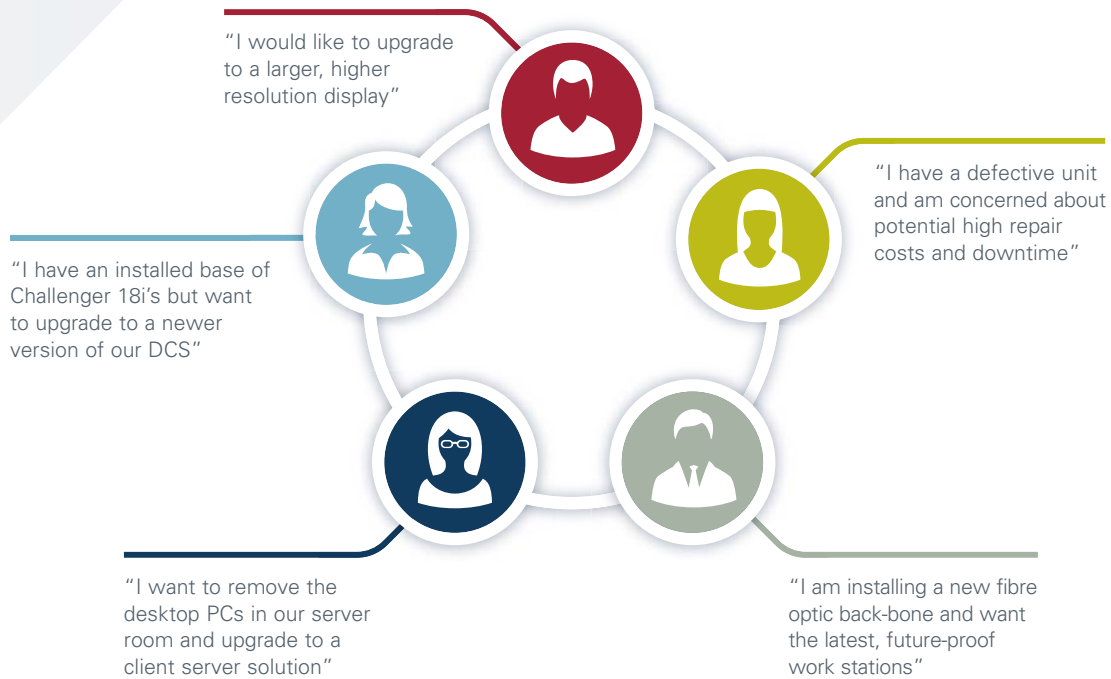 “I would like to upgrade
to a larger, higher
resolution display”
“I have a defective unit
and am concerned about
potential high repair
costs and downtime”
“I have an installed base of
Challenger 18i’s but want
to upgrade to a newer
version of our DCS”
“I want to remove the
desktop PCs in our server
room and upgrade to a
client server solution”
“I am installing a new fibre
optic back-bone and want
the latest, future-proof
work stations”